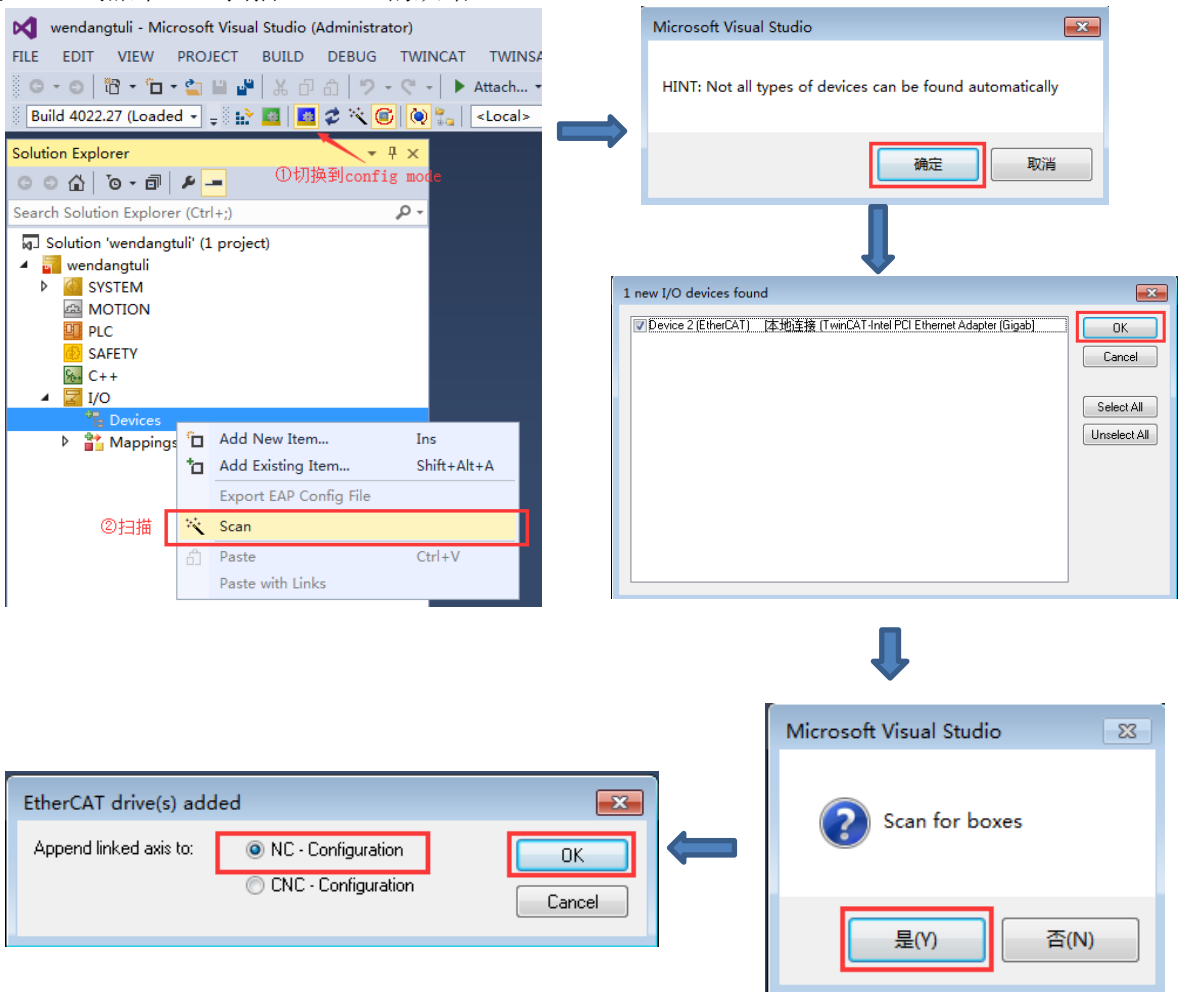 wendangtuli - Microsoft Visual Studio (Administrator)
FILE EDIT VIEW PROJECT BUILD DEBUG TWINCAT TWINSA
Attach...
Build 4022.27 (Loaded
<Local>
Solution Explorer
①切换到config mode
Search Solution Explorer (Ctrl+;)
Solution 'wendangtuli' (1 project)
wendangtuli
SYSTEM
MOTION
PLC
SAFETY
C++
I/O
Devices
Mappings
Add New Item... Ins
Add Existing Item... Shift+Alt+A
Export EAP Config File
②扫描
Scan
Paste Ctrl+V
Paste with Links
Microsoft Visual Studio
HINT: Not all types of devices can be found automatically
确定 取消
1 new I/O devices found
Device 2 (EtherCAT) [本地连接 (TwinCAT-Intel PCI Ethernet Adapter (Gigab]
OK
Cancel
Select All
Unselect All
Microsoft Visual Studio
Scan for boxes
是(Y) 否(N)
EtherCAT drive(s) added
Append linked axis to: NC - Configuration OK
CNC - Configuration Cancel